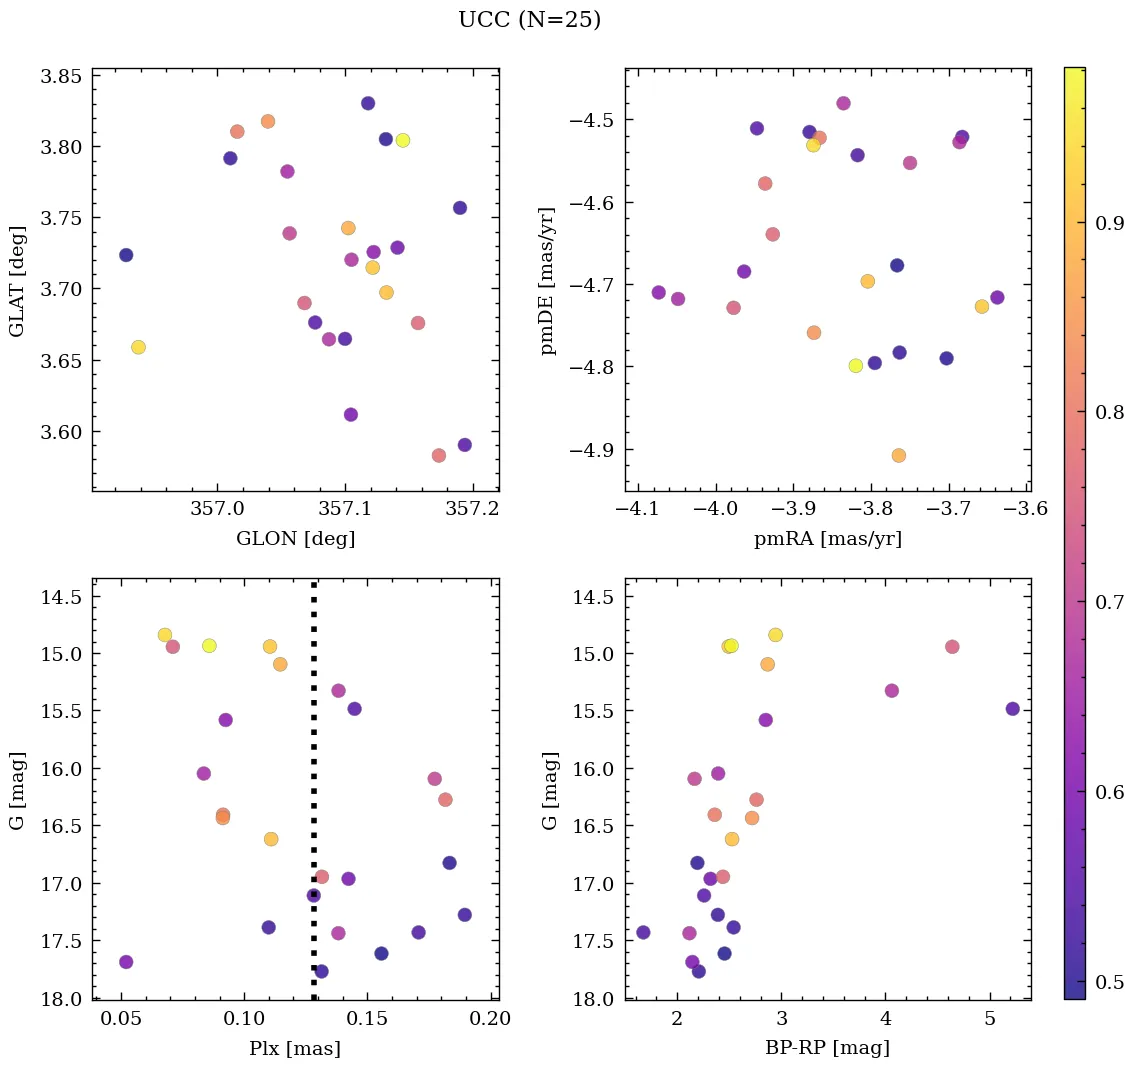 UCC (N=25)
3.85
3.80
3.75
3.70
3.65
3.60
GLAT [deg]
357.0 357.1 357.2
GLON [deg]
−4.5
−4.6
−4.7
−4.8
−4.9
pmDE [mas/yr]
−4.1 −4.0 −3.9 −3.8 −3.7 −3.6
pmRA [mas/yr]
14.5
15.0
15.5
16.0
16.5
17.0
17.5
18.0
G [mag]
0.05 0.10 0.15 0.20
Plx [mas]
14.5
15.0
15.5
16.0
16.5
17.0
17.5
18.0
G [mag]
2 3 4 5
BP-RP [mag]
0.9
0.8
0.7
0.6
0.5